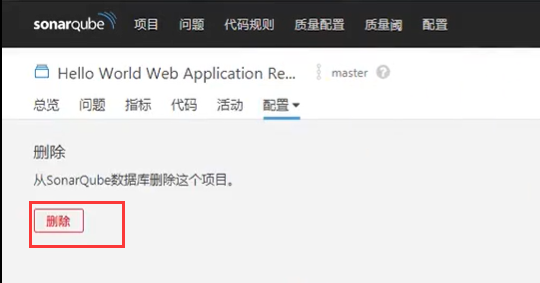 sonarqube 项目 问题 代码规则 质量配置 质量阈 配置
Hello World Web Application Re... master ?
总览 问题 指标 代码 活动 配置
删除
从SonarQube数据库删除这个项目。
删除